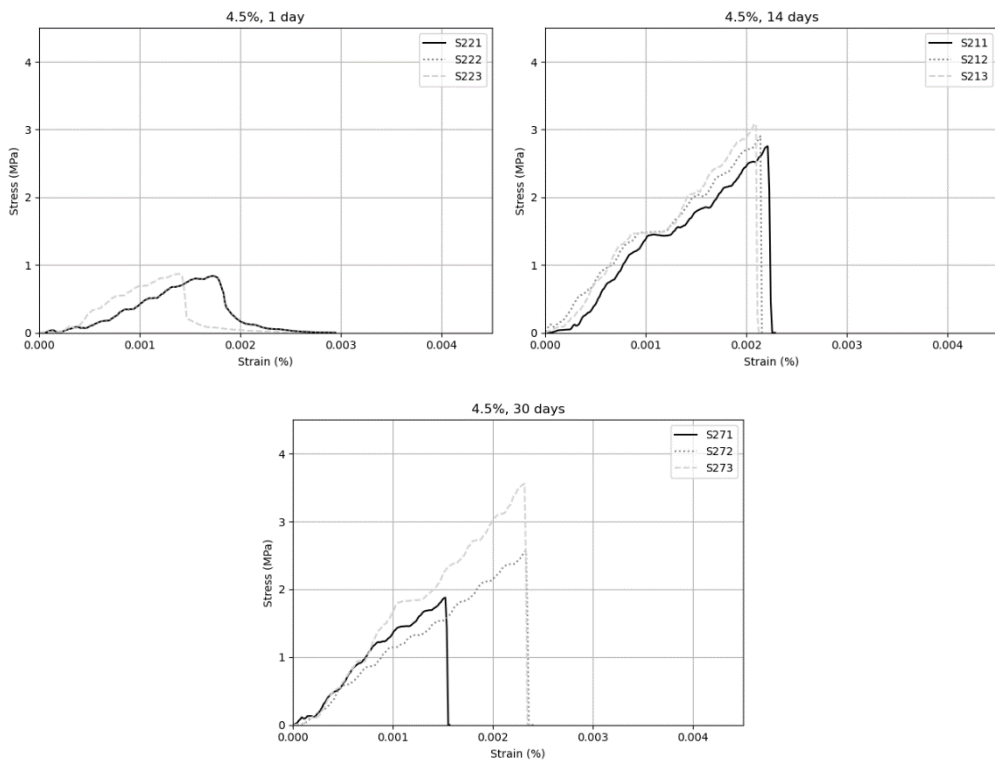 4.5%, 1 day
S221
S222
S223
4
3
2
1
0
Stress (MPa)
0.000 0.001 0.002 0.003 0.004
Strain (%)
4.5%, 14 days
S211
S212
S213
4
3
2
1
0
Stress (MPa)
0.000 0.001 0.002 0.003 0.004
Strain (%)
4.5%, 30 days
S271
S272
S273
4
3
2
1
0
Stress (MPa)
0.000 0.001 0.002 0.003 0.004
Strain (%)